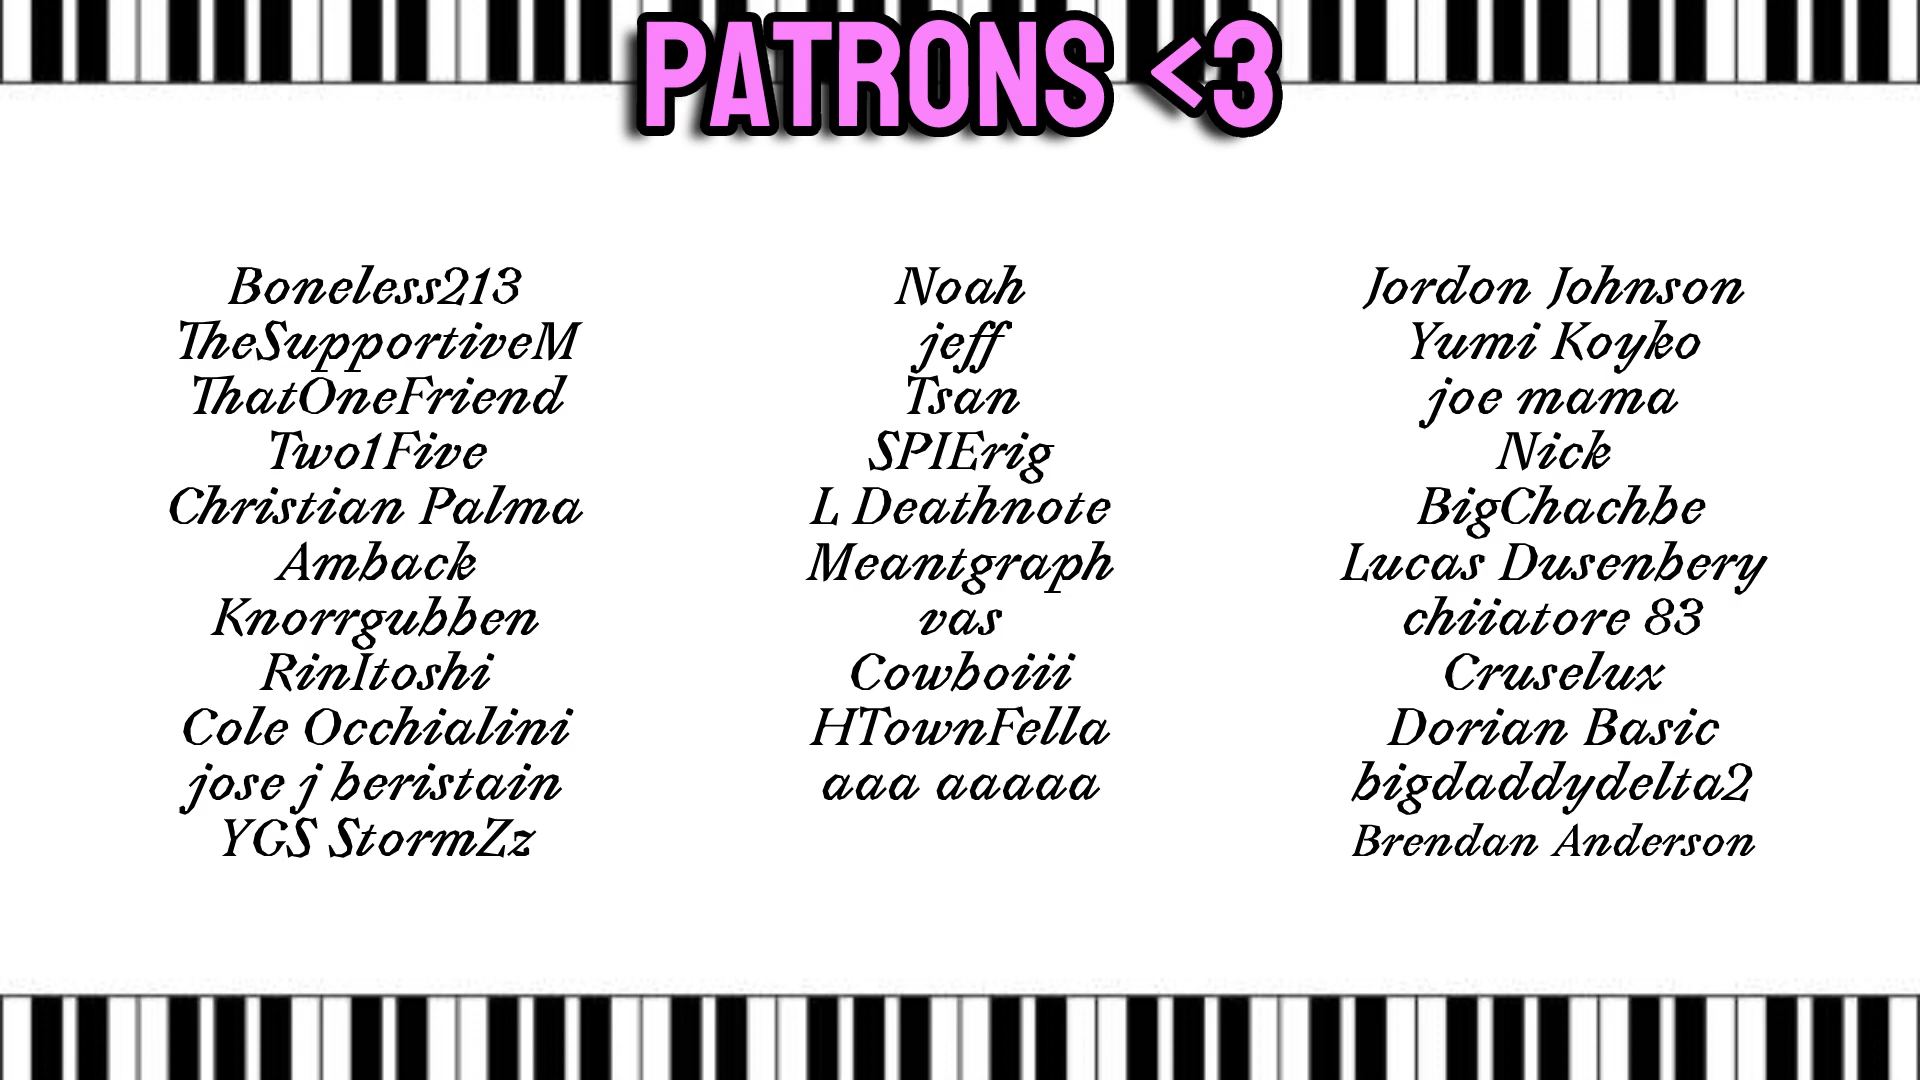 PATRONS <3
Boneless213
TheSupportiveM
ThatOneFriend
Two1Five
Christian Palma
Amback
Knorrgubben
RinItoshi
Cole Occhialini
jose j beristain
YGS StormZz
Noah
jeff
Tsan
SPIErig
L Deathnote
Meantgraph
vas
Cowboiii
HTownFella
aaa aaaaa
Jordon Johnson
Yumi Koyko
joe mama
Nick
BigChachbe
Lucas Dusenbery
chiiatore 83
Cruselux
Dorian Basic
bigdaddydelta2
Brendan Anderson